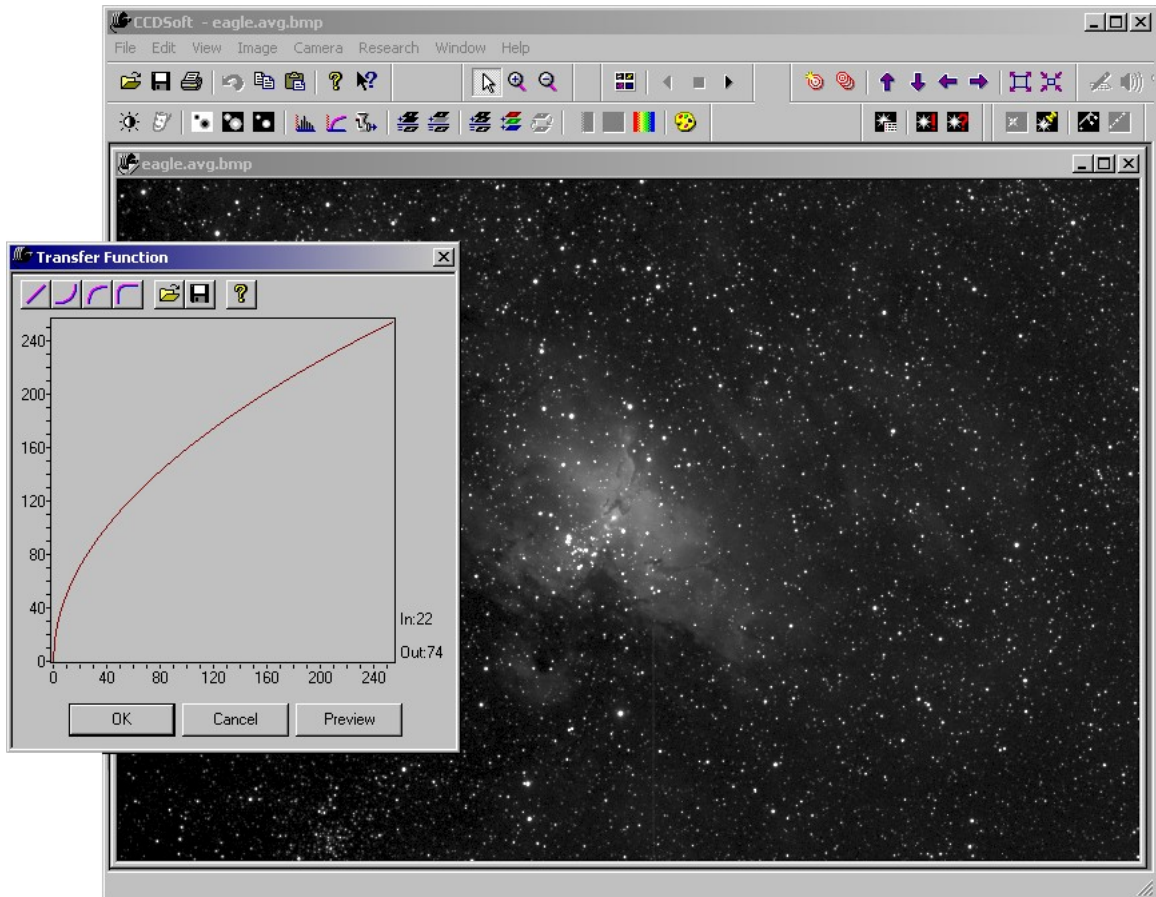 CCDSoft - eagle.avg.bmp
File Edit View Image Camera Research Window Help
eagle.avg.bmp
Transfer Function
240
200
160
120
80
40
0
0 40 80 120 160 200 240
In:22
Out:74
OK Cancel Preview